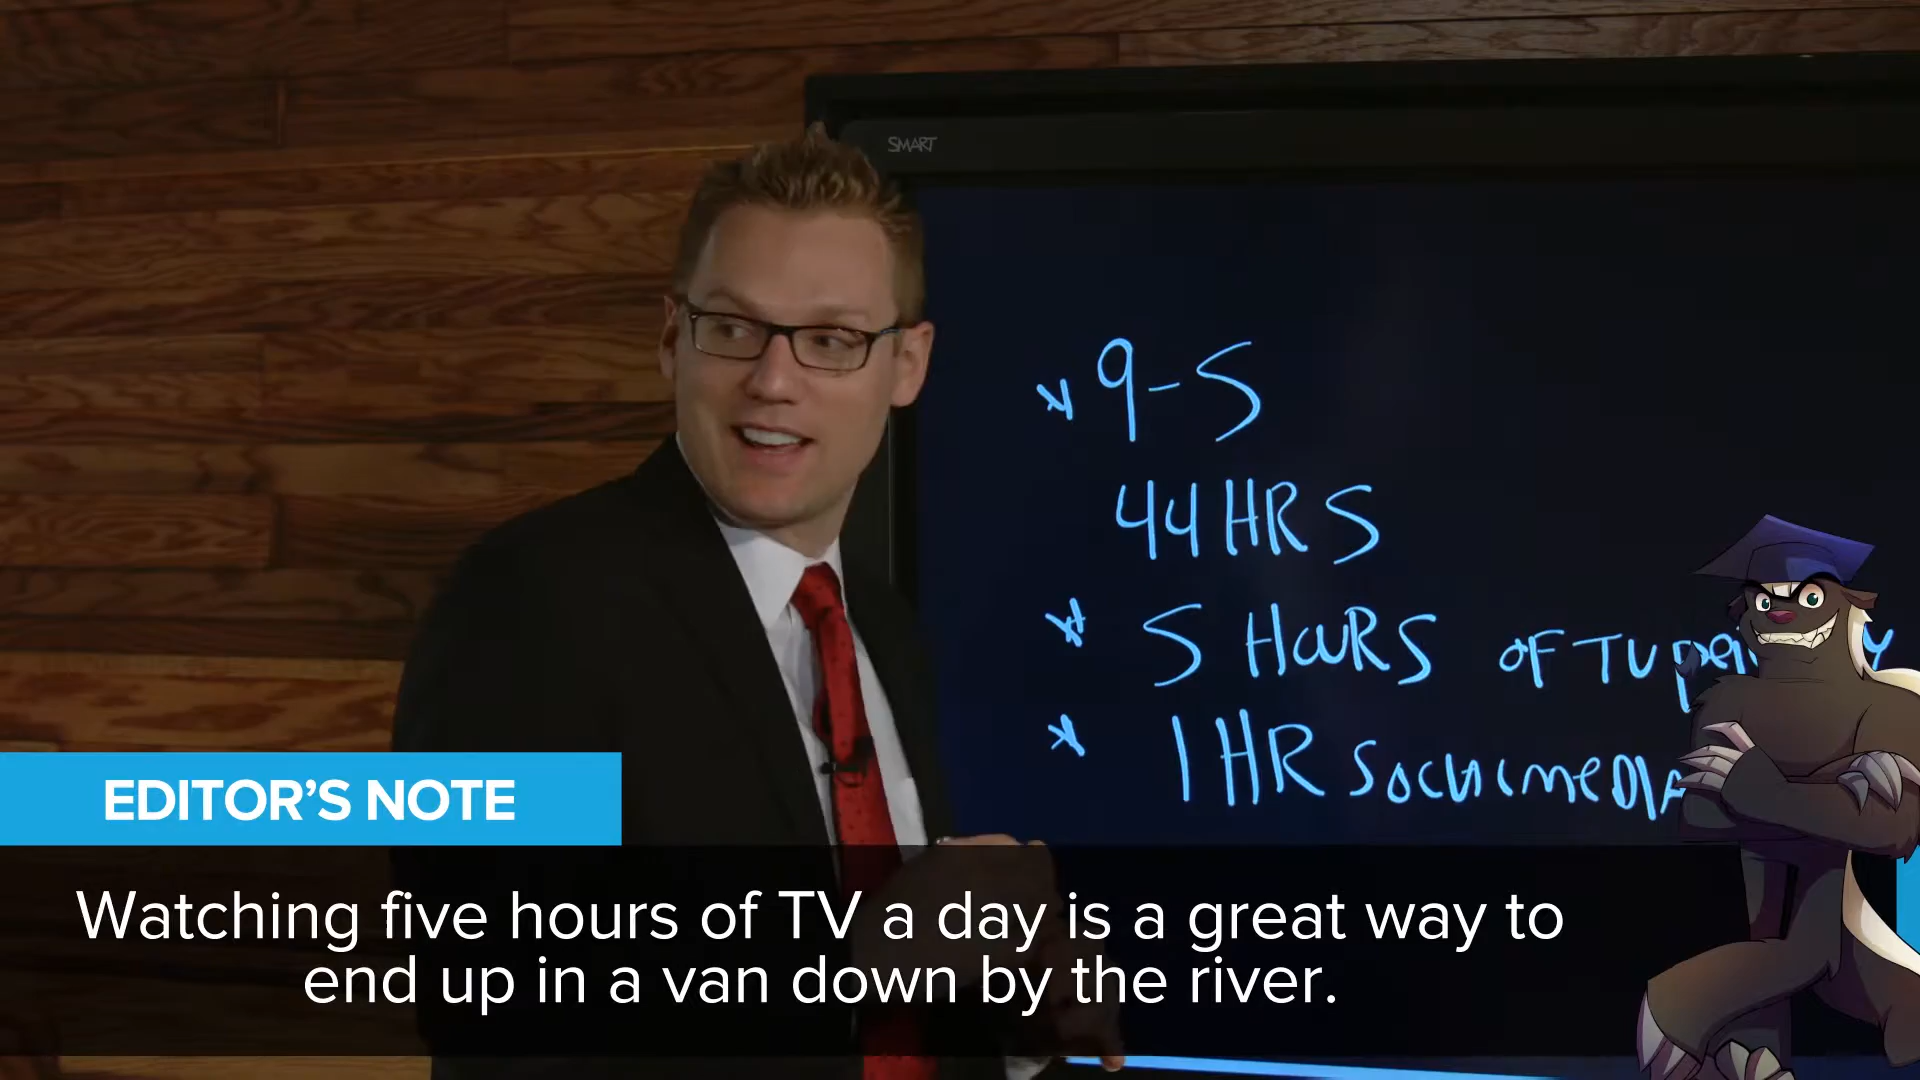 SMART
9-5
44 HRS
* 5 HOURS OF TV per
* 1 HR SOCIAL MEDIA
EDITOR'S NOTE
Watching five hours of TV a day is a great way to
end up in a van down by the river.